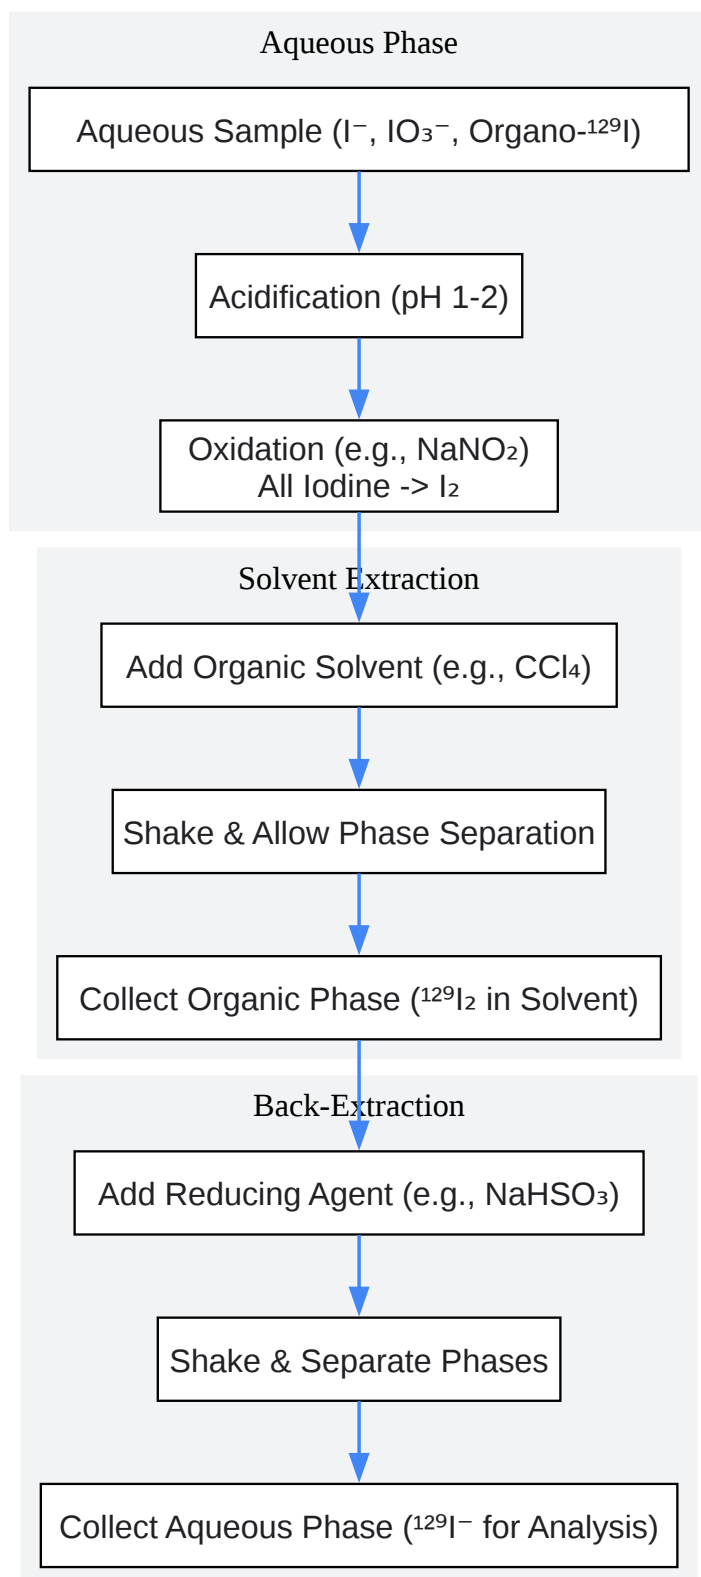 Aqueous Phase
Aqueous Sample (I⁻, IO₃⁻, Organo-¹²⁹I)
Acidification (pH 1-2)
Oxidation (e.g., NaNO₂)
All Iodine -> I₂
Solvent Extraction
Add Organic Solvent (e.g., CCl₄)
Shake & Allow Phase Separation
Collect Organic Phase (¹²⁹I₂ in Solvent)
Back-Extraction
Add Reducing Agent (e.g., NaHSO₃)
Shake & Separate Phases
Collect Aqueous Phase (¹²⁹I⁻ for Analysis)